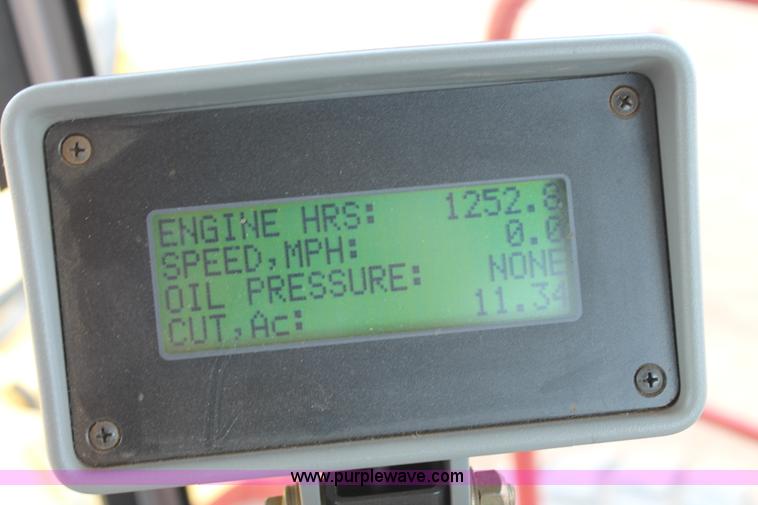 ENGINE HRS: 1252.8
SPEED,MPH: 0.0
OIL PRESSURE: NONE
CUT,Ac: 11.34
www.purplewave.com